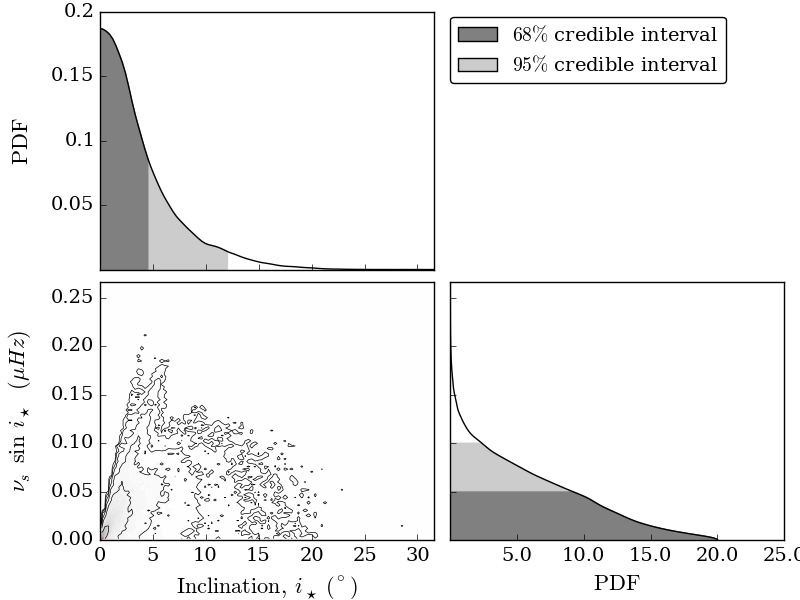 0.2
0.15
0.1
0.05
PDF
68% credible interval
95% credible interval
0.25
0.20
0.15
0.10
0.05
0.00
ν_s sin i_⋆ (μHz)
0 5 10 15 20 25 30
Inclination, i_⋆ (°)
5.0 10.0 15.0 20.0 25.0
PDF